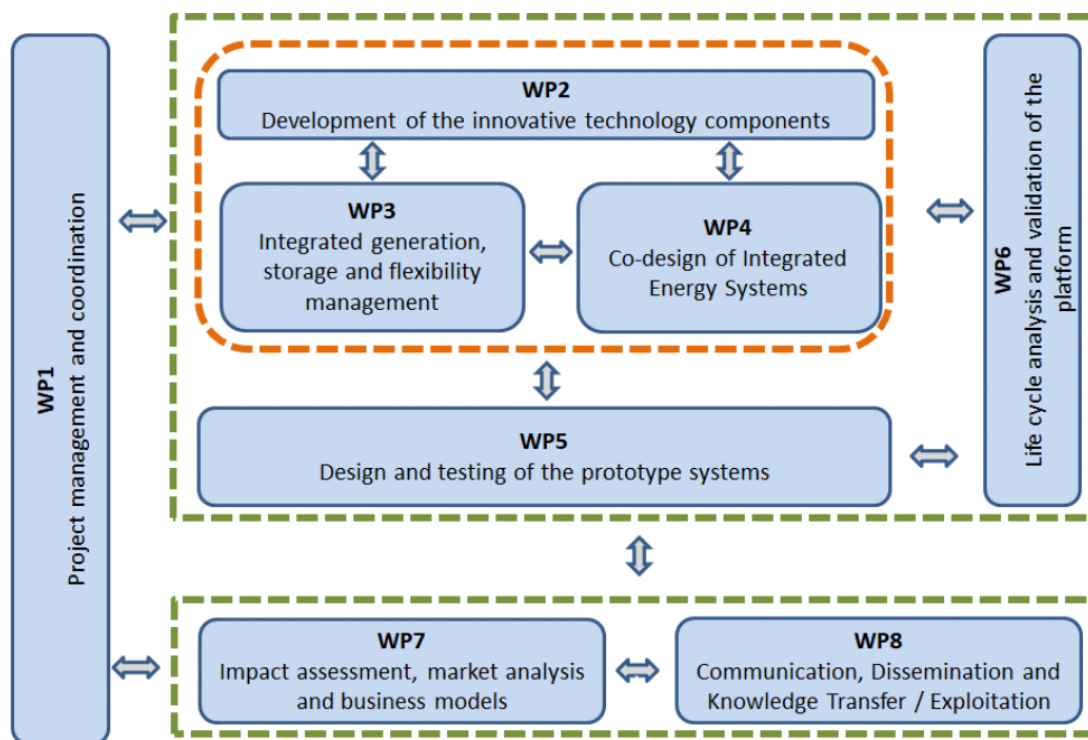 WP1
Project management and coordination
WP2
Development of the innovative technology components
WP3
Integrated generation,
storage and flexibility
management
WP4
Co-design of Integrated
Energy Systems
WP5
Design and testing of the prototype systems
WP6
Life cycle analysis and validation of the
platform
WP7
Impact assessment, market analysis
and business models
WP8
Communication, Dissemination and
Knowledge Transfer / Exploitation